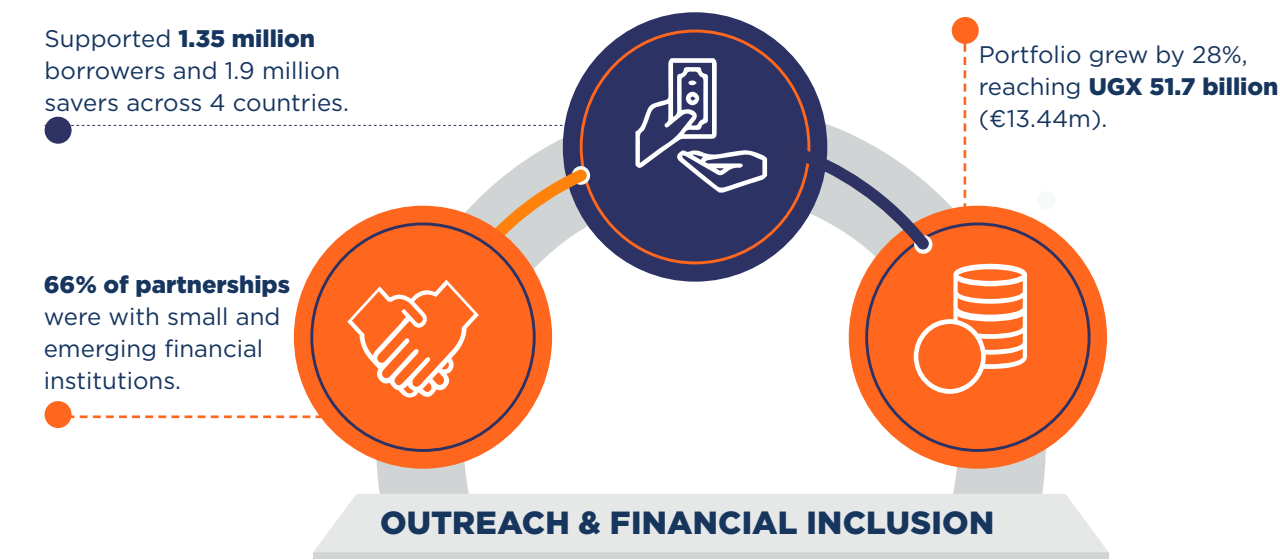 Supported 1.35 million
borrowers and 1.9 million
savers across 4 countries.
Portfolio grew by 28%,
reaching UGX 51.7 billion
(€13.44m).
66% of partnerships
were with small and
emerging financial
institutions.
OUTREACH & FINANCIAL INCLUSION